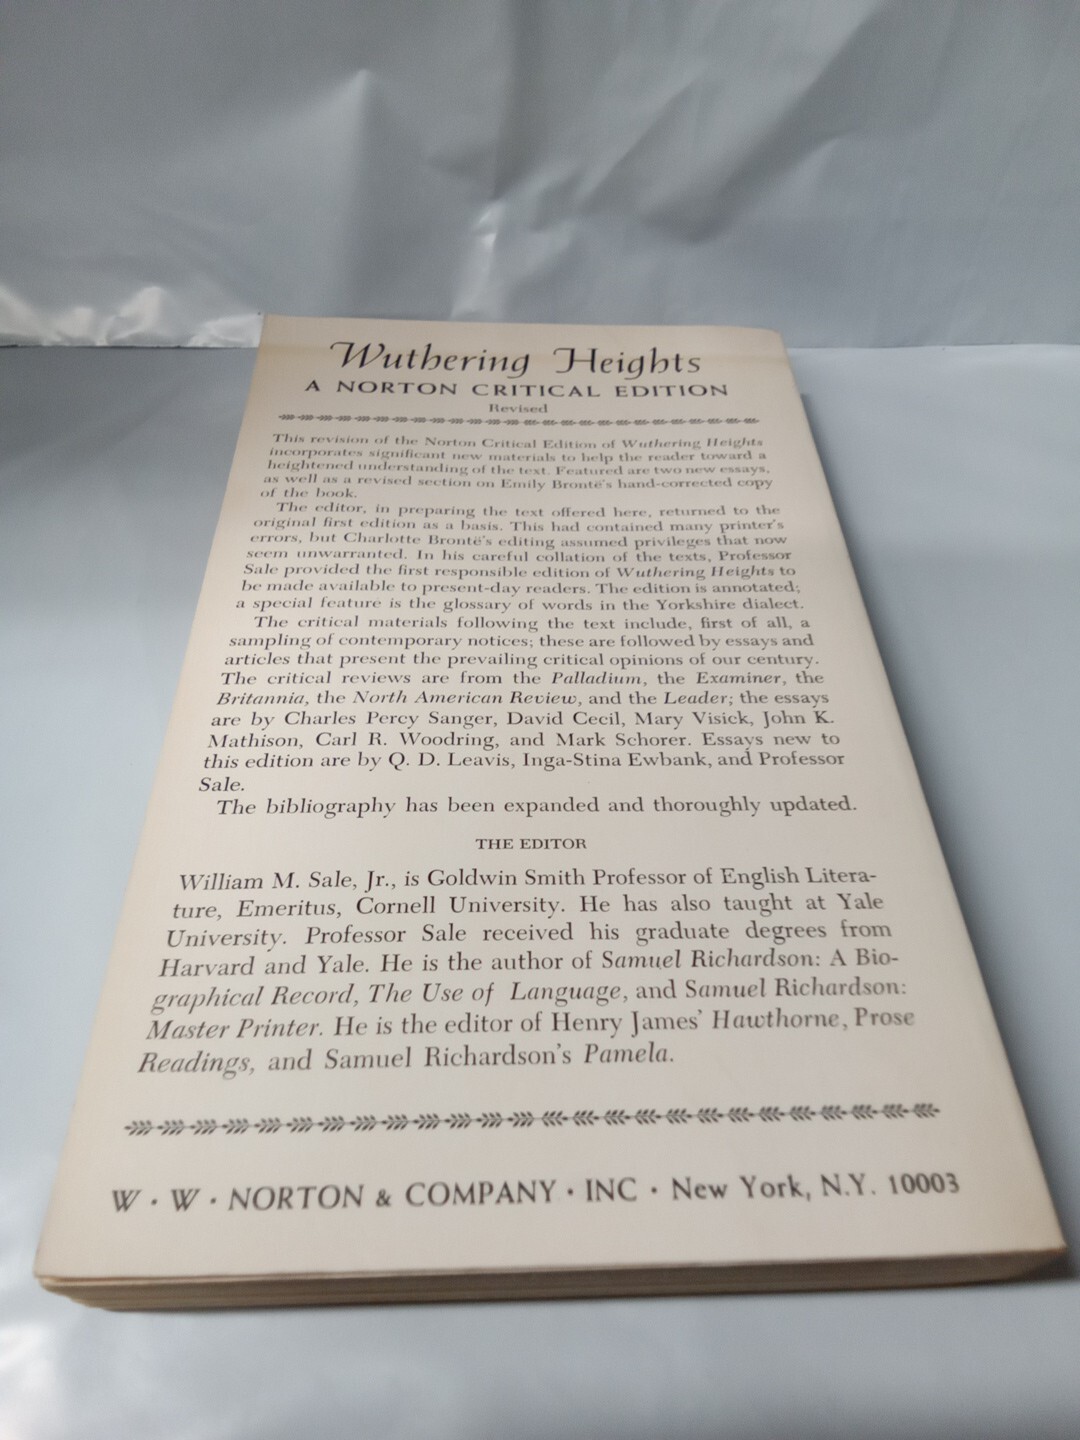 Wuthering Heights
A NORTON CRITICAL EDITION
Revised
This revision of the Norton Critical Edition of Wuthering Heights
incorporates significant new materials to help the reader toward a
heightened understanding of the text. Featured are two new essays,
as well as a revised section on Emily Brontë's hand-corrected copy
of the book.
The editor, in preparing the text offered here, returned to the
original first edition as a basis. This had contained many printer's
errors, but Charlotte Brontë's editing assumed privileges that now
seem unwarranted. In his careful collation of the texts, Professor
Sale provided the first responsible edition of Wuthering Heights to
be made available to present-day readers. The edition is annotated;
a special feature is the glossary of words in the Yorkshire dialect.
The critical materials following the text include, first of all, a
sampling of contemporary notices; these are followed by essays and
articles that present the prevailing critical opinions of our century.
The critical reviews are from the Palladium, the Examiner, the
Britannia, the North American Review, and the Leader; the essays
are by Charles Percy Sanger, David Cecil, Mary Visick, John K.
Mathison, Carl R. Woodring, and Mark Schorer. Essays new to
this edition are by Q. D. Leavis, Inga-Stina Ewbank, and Professor
Sale.
The bibliography has been expanded and thoroughly updated.
THE EDITOR
William M. Sale, Jr., is Goldwin Smith Professor of English Litera-
ture, Emeritus, Cornell University. He has also taught at Yale
University. Professor Sale received his graduate degrees from
Harvard and Yale. He is the author of Samuel Richardson: A Bio-
graphical Record, The Use of Language, and Samuel Richardson:
Master Printer. He is the editor of Henry James' Hawthorne, Prose
Readings, and Samuel Richardson's Pamela.
W · W · NORTON & COMPANY · INC · New York, N.Y. 10003